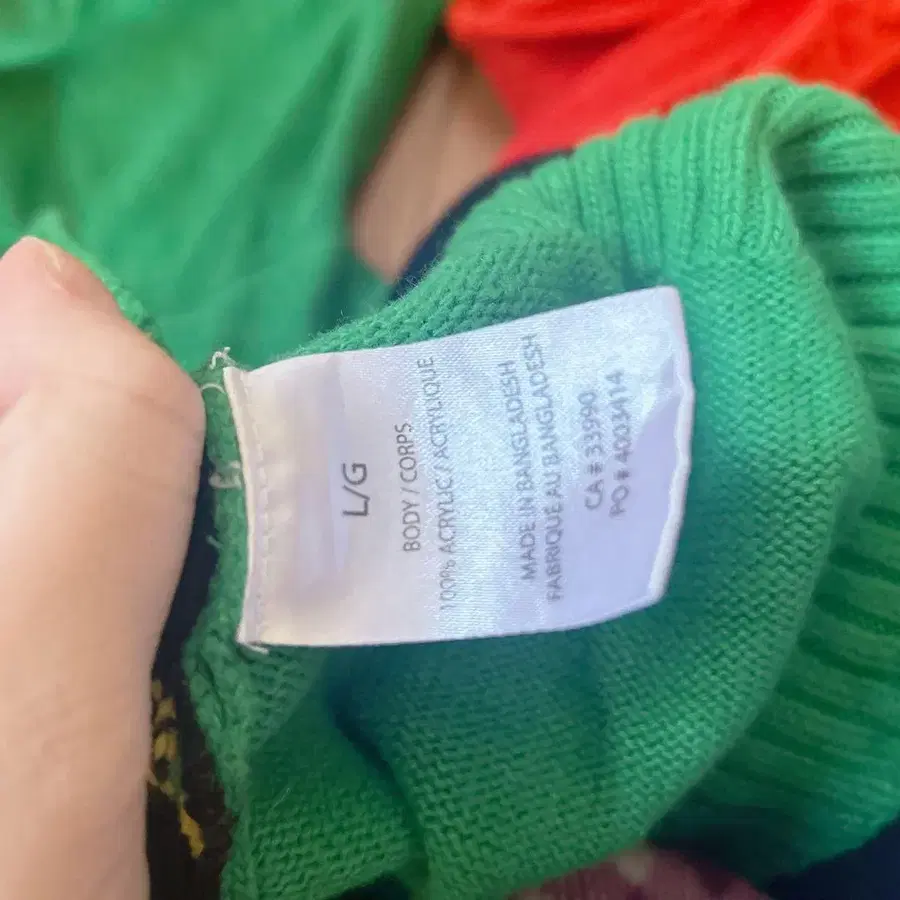 L/G
BODY / CORPS
100% ACRYLIC / ACRYLIQUE
MADE IN BANGLADESH
FABRIQUÉ AU BANGLADESH
CA # 33990
PO # 4003414